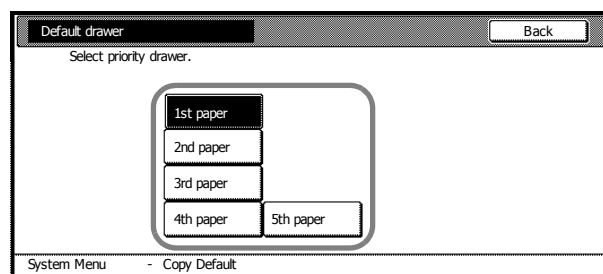 Default drawer Back
Select priority drawer.
1st paper
2nd paper
3rd paper
4th paper 5th paper
System Menu - Copy Default